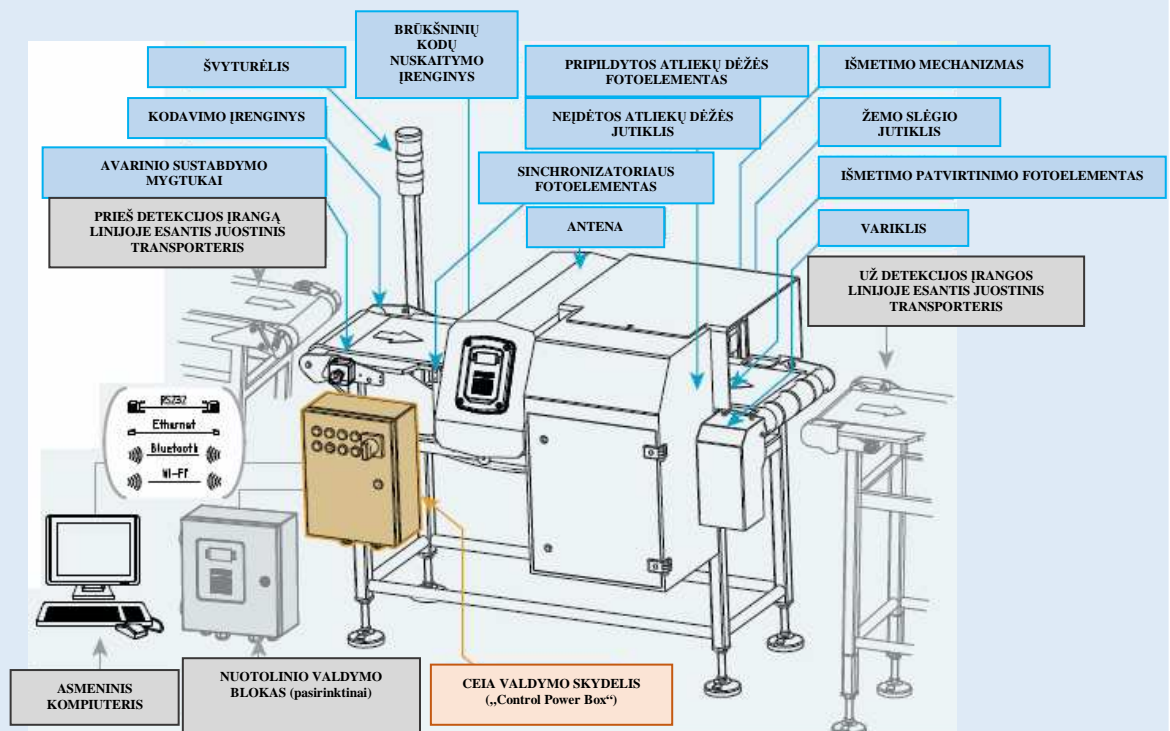 BRŪKŠNINIŲ
KODŲ
NUSKAITYMO
ĮRENGINYS
ŠVYTURĖLIS
PRIPILDYTOS ATLIEKŲ DĖŽĖS
FOTOELEMENTAS
IŠMETIMO MECHANIZMAS
KODAVIMO ĮRENGINYS
NEĮDĖTOS ATLIEKŲ DĖŽĖS
JUTIKLIS
ŽEMO SLĖGIO
JUTIKLIS
AVARINIO SUSTABDYMO
MYGTUKAI
SINCHRONIZATORIAUS
FOTOELEMENTAS
IŠMETIMO PATVIRTINIMO FOTOELEMENTAS
PRIEŠ DETEKCIJOS ĮRANGĄ
LINIJOJE ESANTIS JUOSTINIS
TRANSPORTERIS
ANTENA
VARIKLIS
UŽ DETEKCIJOS ĮRANGOS
LINIJOJE ESANTIS JUOSTINIS
TRANSPORTERIS
RS232
Ethernet
Bluetooth
Wi-Fi
ASMENINIS
KOMPIUTERIS
NUOTOLINIO VALDYMO
BLOKAS (pasirinktinai)
CEIA VALDYMO SKYDELIS
(„Control Power Box“)